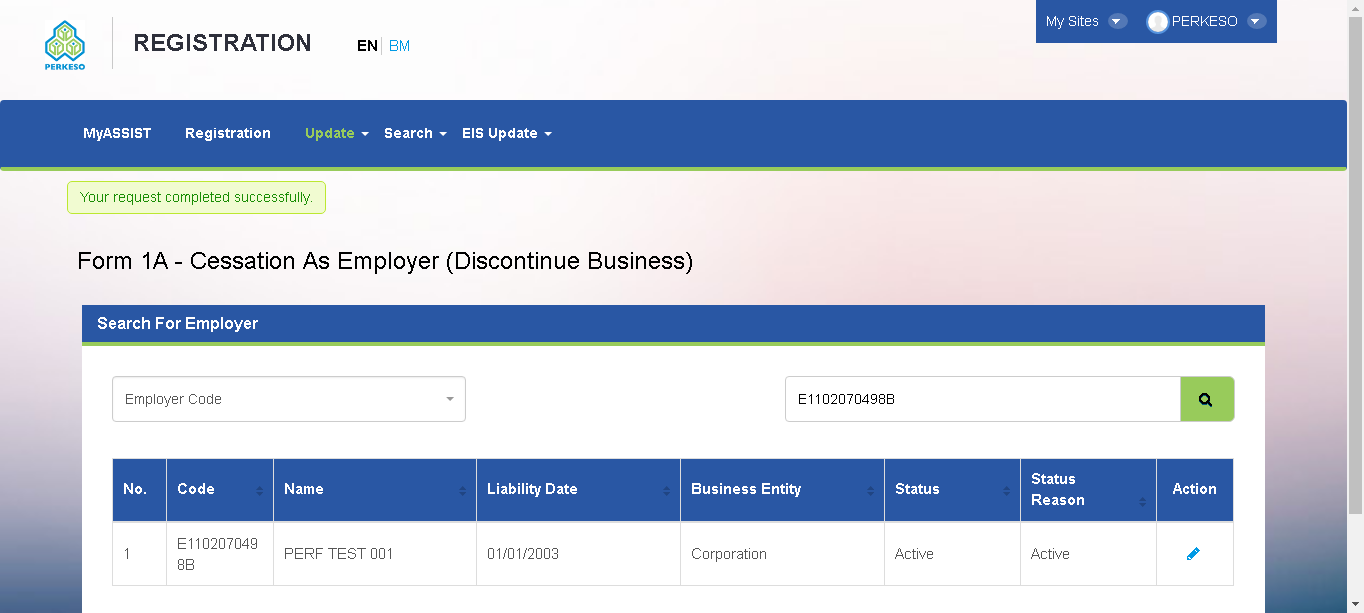 My Sites PERKESO
PERKESO
REGISTRATION
EN BM
MyASSIST Registration Update Search EIS Update
Your request completed successfully.
Form 1A - Cessation As Employer (Discontinue Business)
Search For Employer
Employer Code E1102070498B
No. Code Name Liability Date Business Entity Status Status Reason Action
1 E110207049 PERF TEST 001 01/01/2003 Corporation Active Active
8B